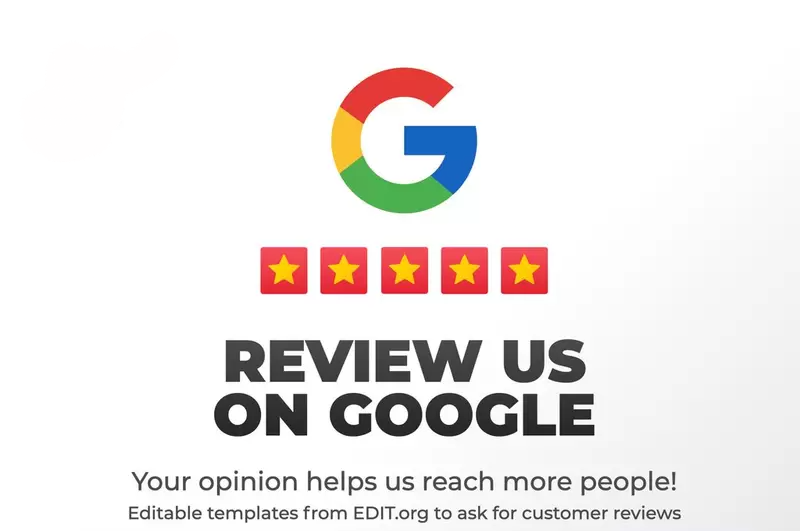 REVIEW US
ON GOOGLE
Your opinion helps us reach more people!
Editable templates from EDIT.org to ask for customer reviews